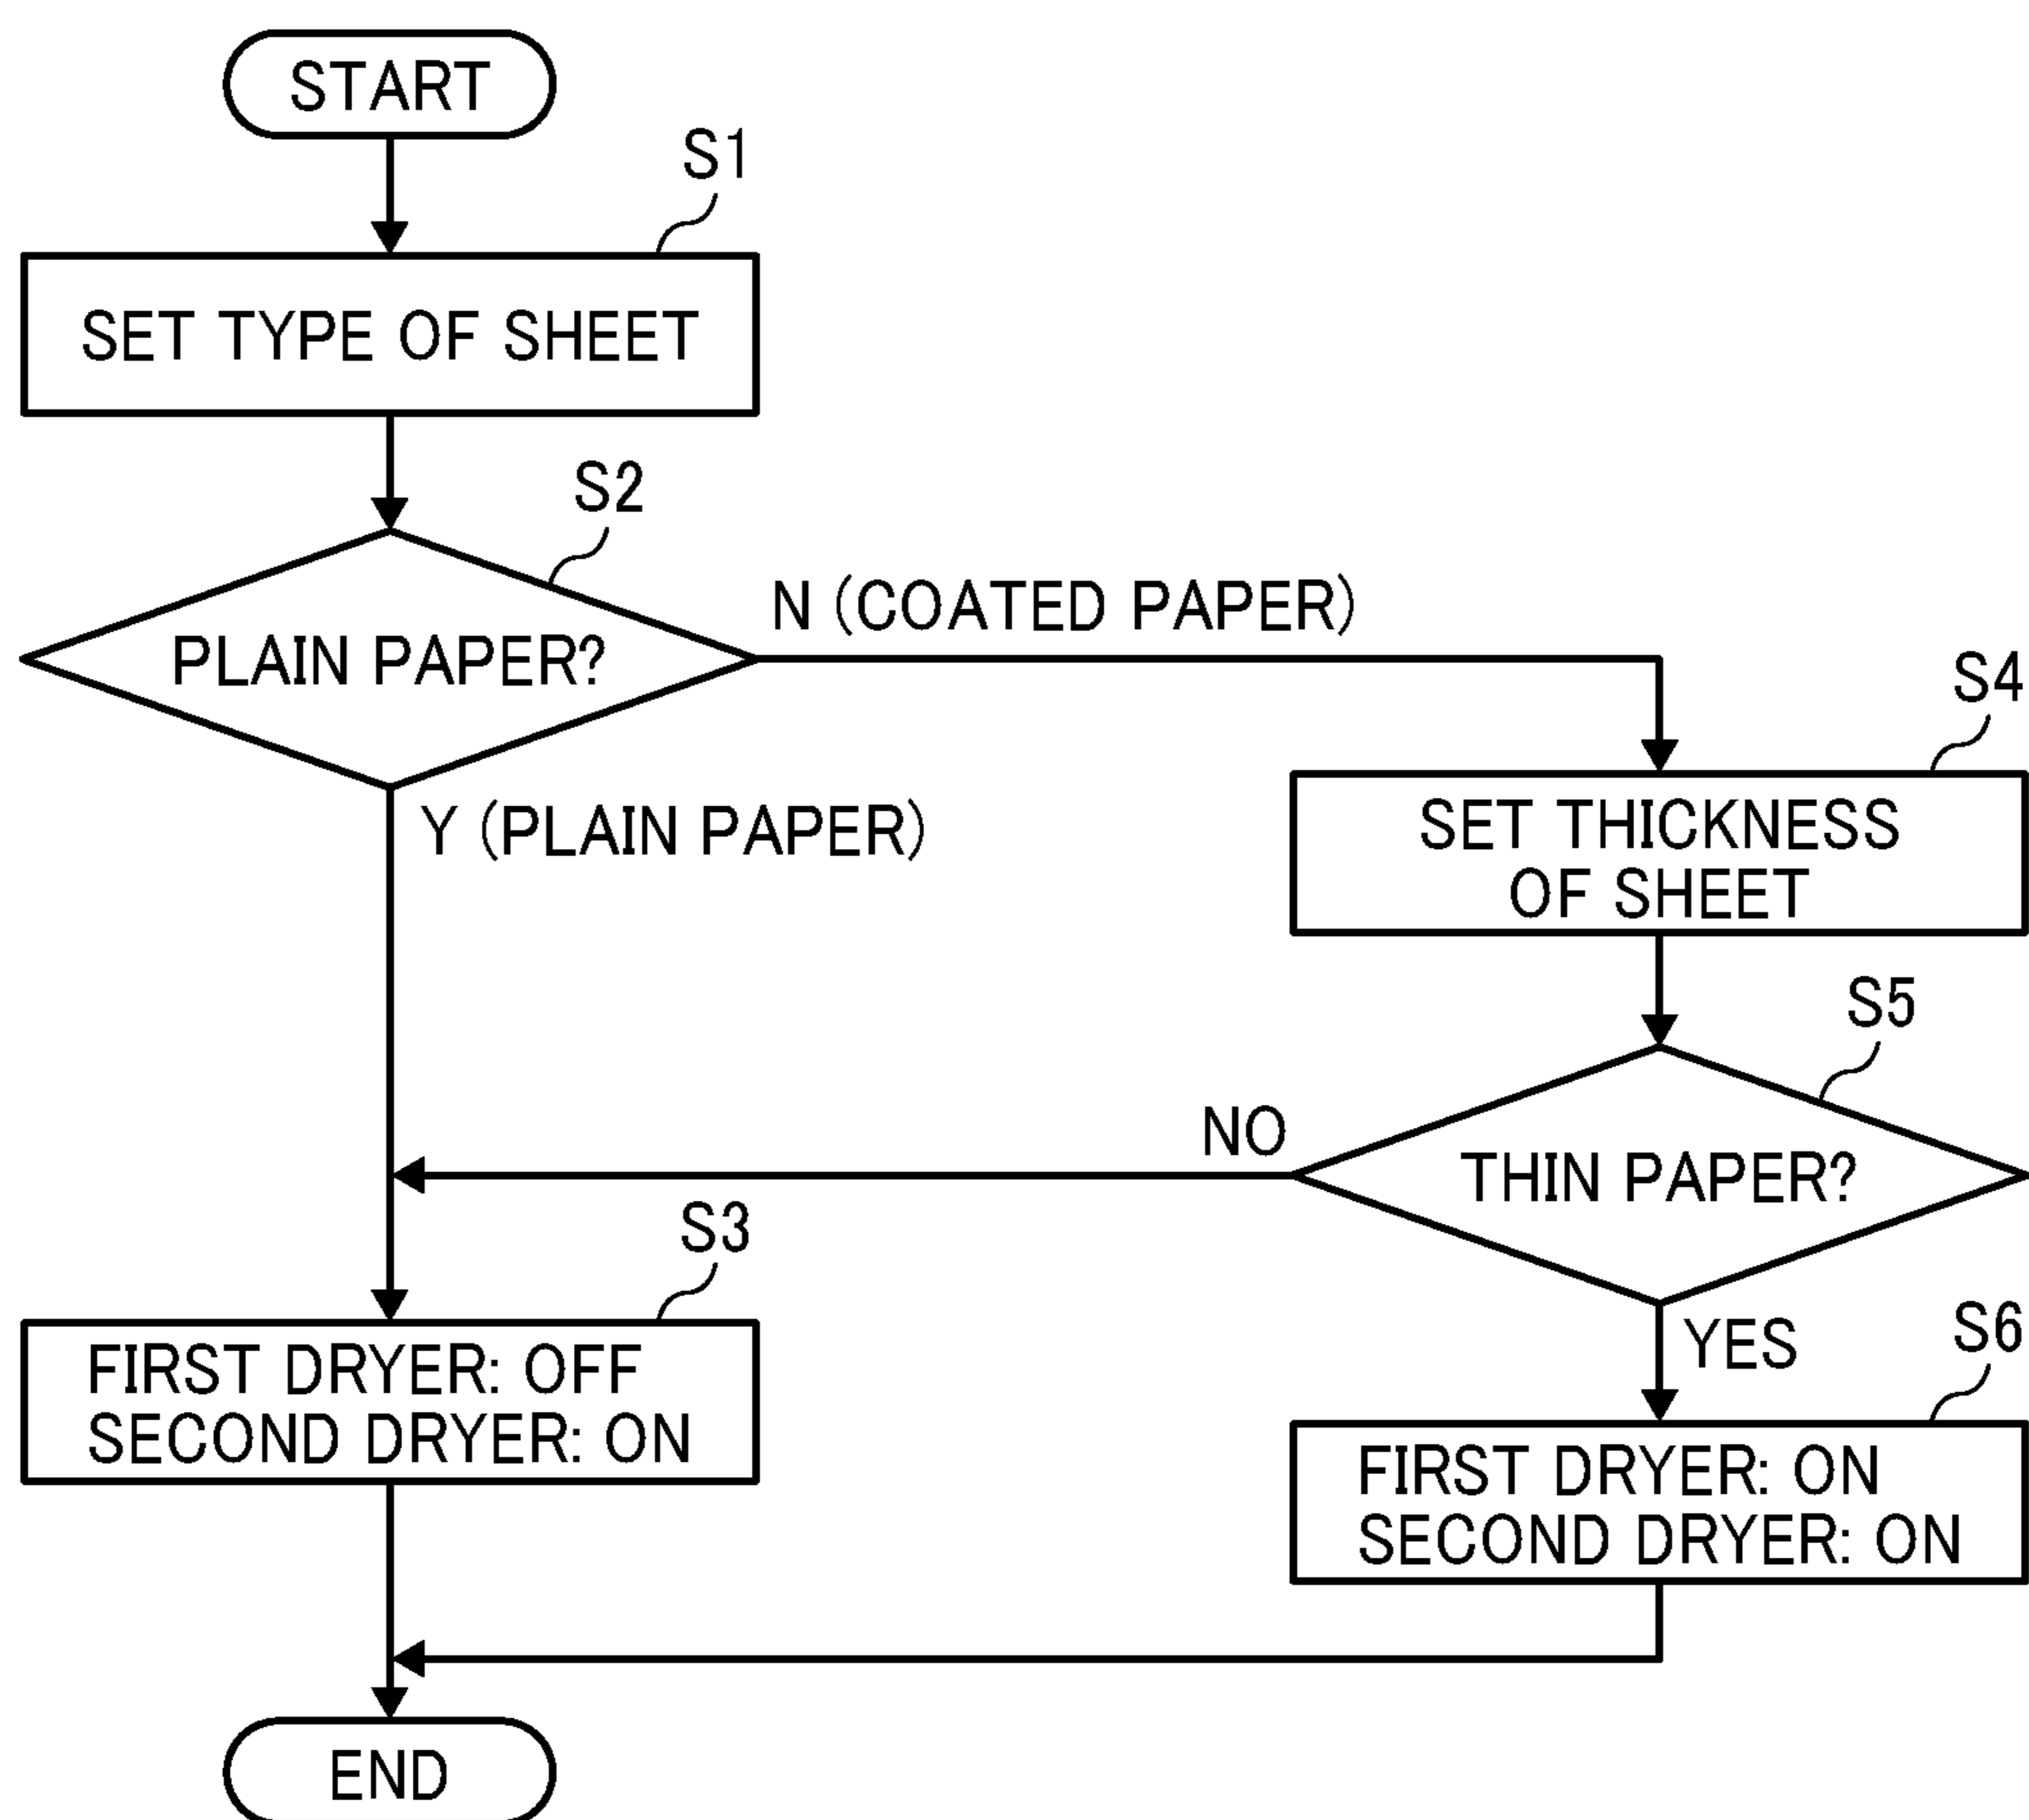 START
S1
SET TYPE OF SHEET
S2
PLAIN PAPER?
N (COATED PAPER)
Y (PLAIN PAPER)
S4
SET THICKNESS
OF SHEET
S5
THIN PAPER?
NO
YES
S3
FIRST DRYER: OFF
SECOND DRYER: ON
S6
FIRST DRYER: ON
SECOND DRYER: ON
END